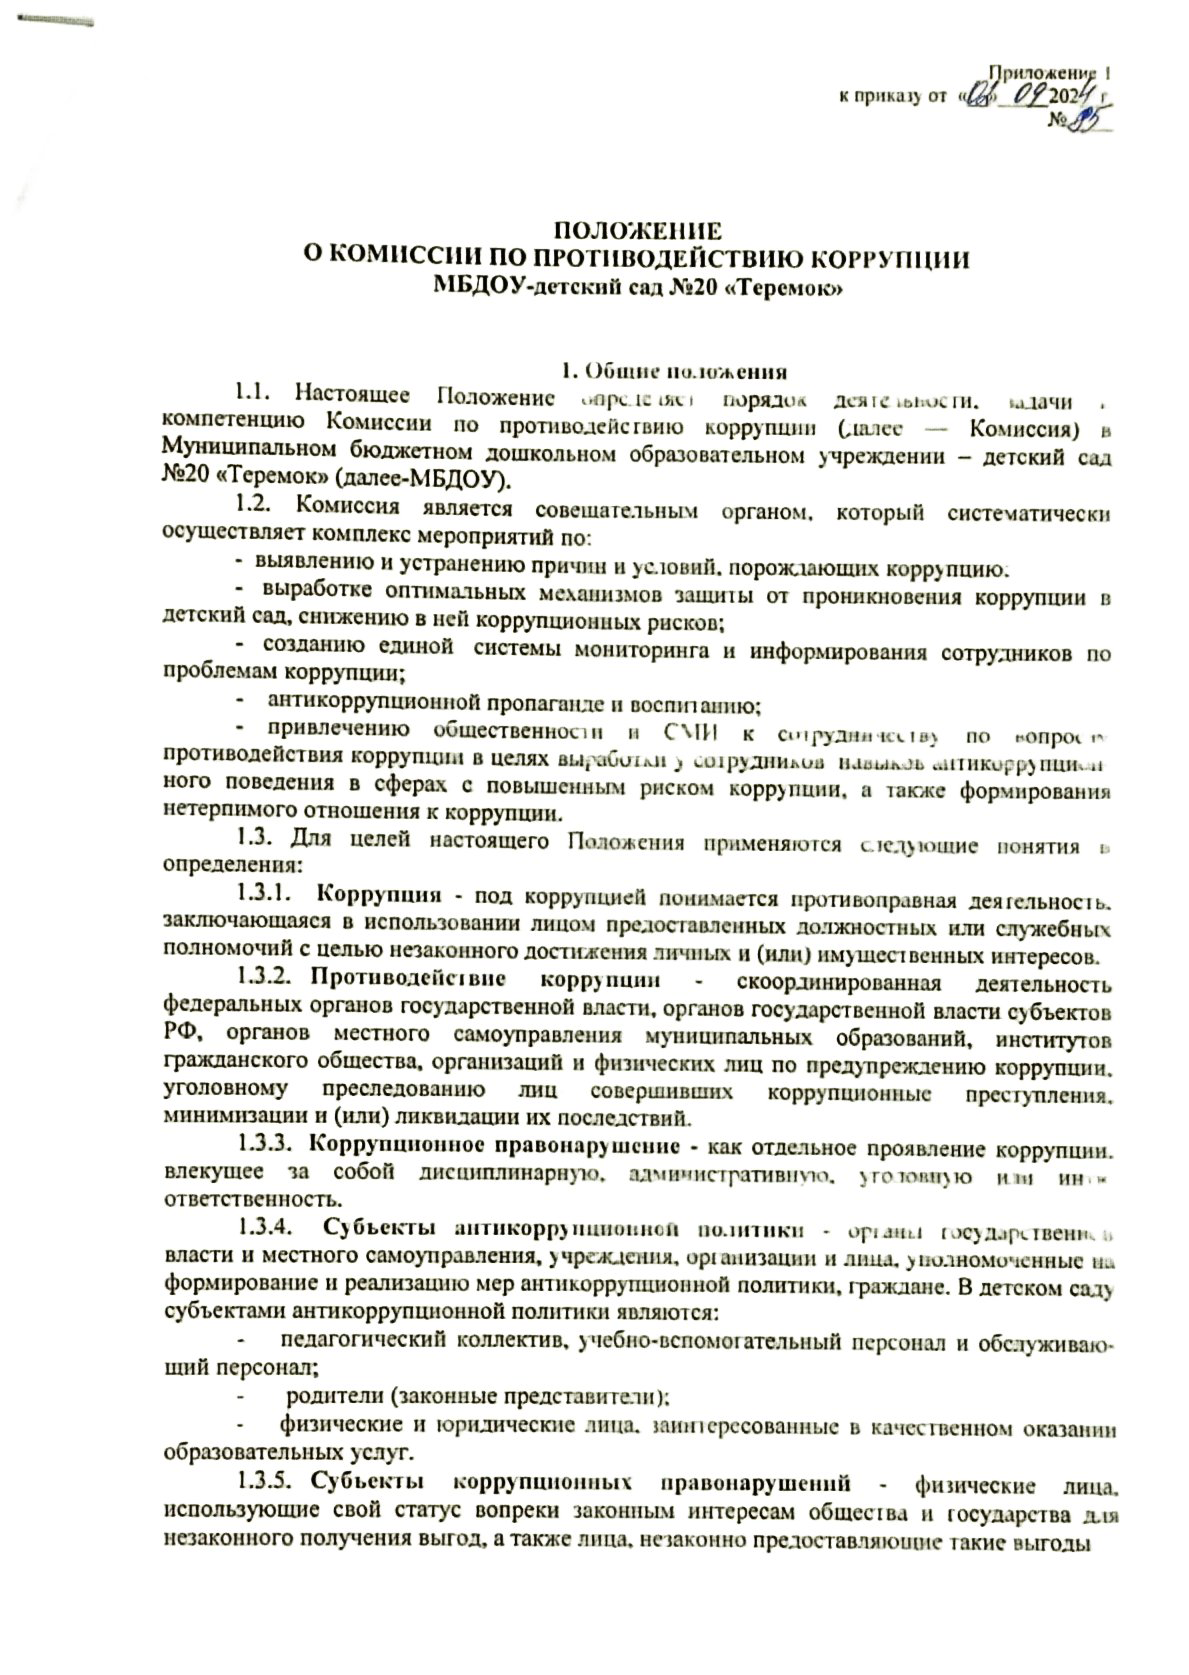 Приложение 1
к приказу от «02» 09 2024 г
№ 85
ПОЛОЖЕНИЕ
О КОМИССИИ ПО ПРОТИВОДЕЙСТВИЮ КОРРУПЦИИ
МБДОУ-детский сад №20 «Теремок»
1. Общие положения
1.1. Настоящее Положение определяет порядок деятельности, задачи
компетенцию Комиссии по противодействию коррупции (далее — Комиссия) в
Муниципальном бюджетном дошкольном образовательном учреждении – детский сад
№20 «Теремок» (далее-МБДОУ).
1.2. Комиссия является совещательным органом, который систематически
осуществляет комплекс мероприятий по:
- выявлению и устранению причин и условий, порождающих коррупцию;
- выработке оптимальных механизмов защиты от проникновения коррупции в
детский сад, снижению в ней коррупционных рисков;
- созданию единой системы мониторинга и информирования сотрудников по
проблемам коррупции;
- антикоррупционной пропаганде и воспитанию;
- привлечению общественности и СМИ к сотрудничеству по вопросам
противодействия коррупции в целях выработки у сотрудников навыков антикоррупцион-
ного поведения в сферах с повышенным риском коррупции, а также формирования
нетерпимого отношения к коррупции.
1.3. Для целей настоящего Положения применяются следующие понятия и
определения:
1.3.1. Коррупция - под коррупцией понимается противоправная деятельность,
заключающаяся в использовании лицом предоставленных должностных или служебных
полномочий с целью незаконного достижения личных и (или) имущественных интересов.
1.3.2. Противодействие коррупции - скоординированная деятельность
федеральных органов государственной власти, органов государственной власти субъектов
РФ, органов местного самоуправления муниципальных образований, институтов
гражданского общества, организаций и физических лиц по предупреждению коррупции,
уголовному преследованию лиц совершивших коррупционные преступления,
минимизации и (или) ликвидации их последствий.
1.3.3. Коррупционное правонарушение - как отдельное проявление коррупции,
влекущее за собой дисциплинарную, административную, уголовную или иную
ответственность.
1.3.4. Субъекты антикоррупционной политики - органы государственной
власти и местного самоуправления, учреждения, организации и лица, уполномоченные на
формирование и реализацию мер антикоррупционной политики, граждане. В детском саду
субъектами антикоррупционной политики являются:
- педагогический коллектив, учебно-вспомогательный персонал и обслуживаю-
щий персонал;
- родители (законные представители);
- физические и юридические лица, заинтересованные в качественном оказании
образовательных услуг.
1.3.5. Субъекты коррупционных правонарушений - физические лица,
использующие свой статус вопреки законным интересам общества и государства для
незаконного получения выгод, а также лица, незаконно предоставляющие такие выгоды